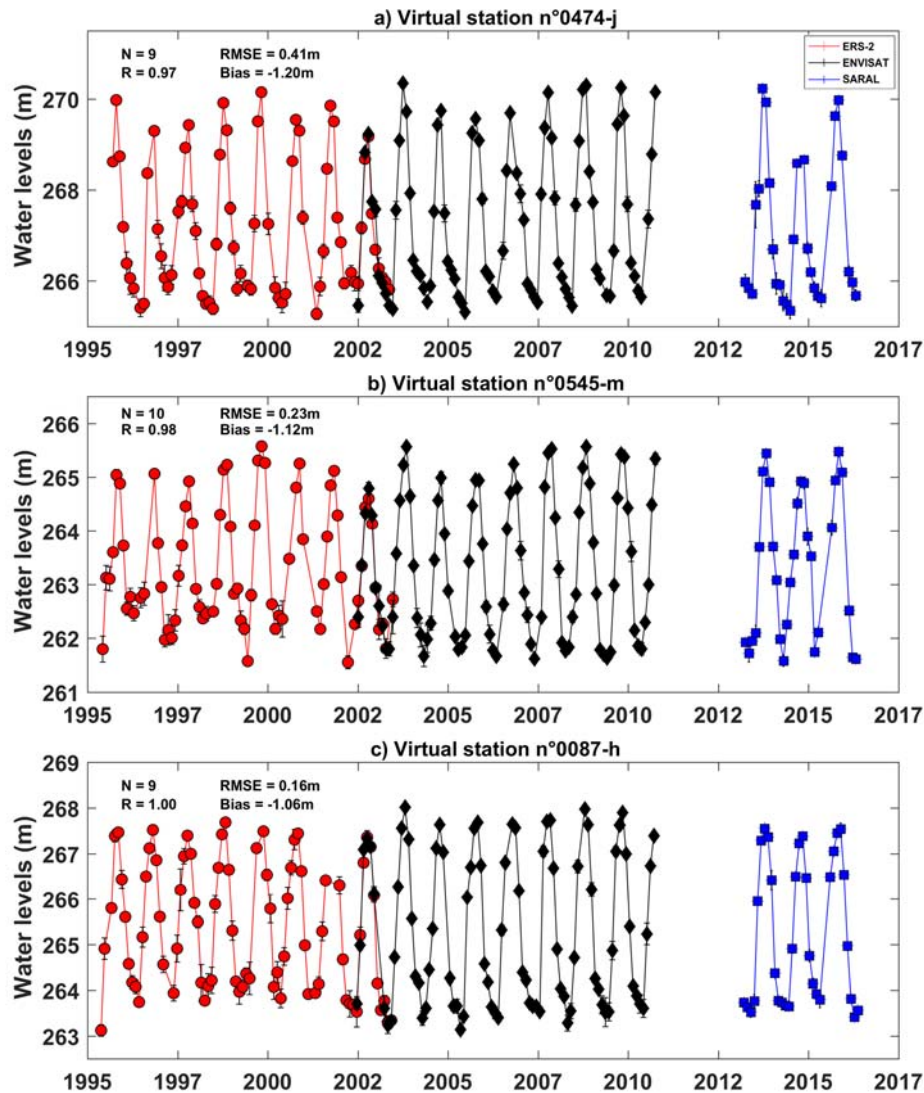 a) Virtual station n°0474-j
N = 9 RMSE = 0.41m
R = 0.97 Bias = -1.20m
ERS-2
ENVISAT
SARAL
Water levels (m)
270
268
266
1995 1997 2000 2002 2005 2007 2010 2012 2015 2017
b) Virtual station n°0545-m
N = 10 RMSE = 0.23m
R = 0.98 Bias = -1.12m
Water levels (m)
266
265
264
263
262
261
1995 1997 2000 2002 2005 2007 2010 2012 2015 2017
c) Virtual station n°0087-h
N = 9 RMSE = 0.16m
R = 1.00 Bias = -1.06m
Water levels (m)
269
268
267
266
265
264
263
1995 1997 2000 2002 2005 2007 2010 2012 2015 2017